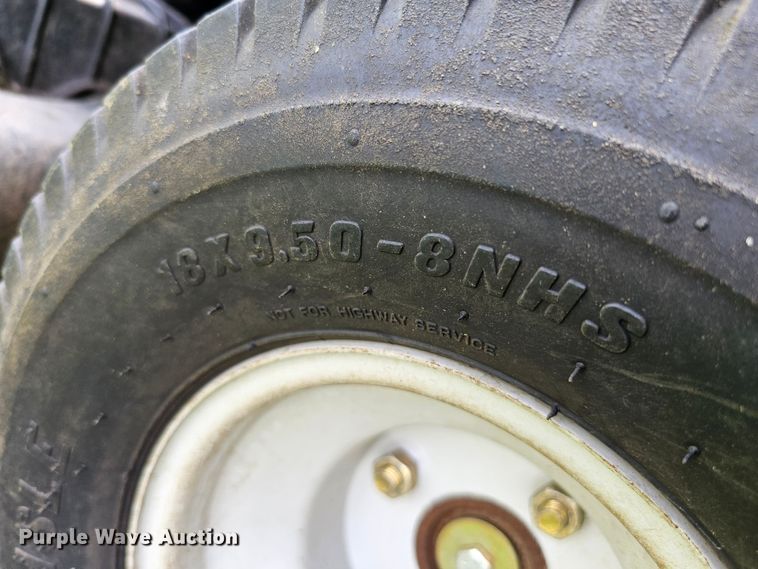 18X9.50-8NHS
NOT FOR HIGHWAY SERVICE
Purple Wave Auction